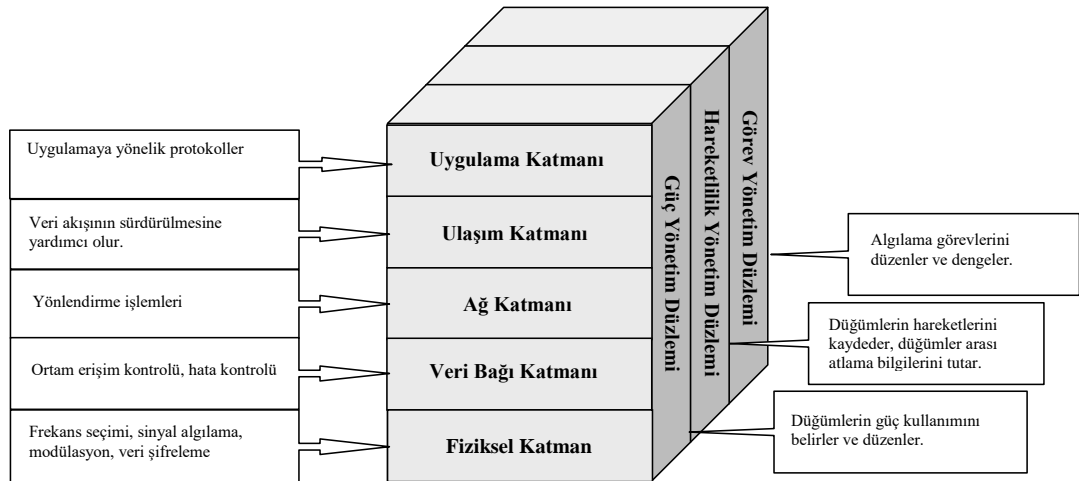 Uygulamaya yönelik protokoller
Veri akışının sürdürülmesine
yardımcı olur.
Yönlendirme işlemleri
Ortam erişim kontrolü, hata kontrolü
Frekans seçimi, sinyal algılama,
modülasyon, veri şifreleme
Uygulama Katmanı
Ulaşım Katmanı
Ağ Katmanı
Veri Bağı Katmanı
Fiziksel Katman
Güç Yönetim Düzlemi
Hareketlilik Yönetim Düzlemi
Görev Yönetim Düzlemi
Algılama görevlerini
düzenler ve dengeler.
Düğümlerin hareketlerini
kaydeder, düğümler arası
atlama bilgilerini tutar.
Düğümlerin güç kullanımını
belirler ve düzenler.